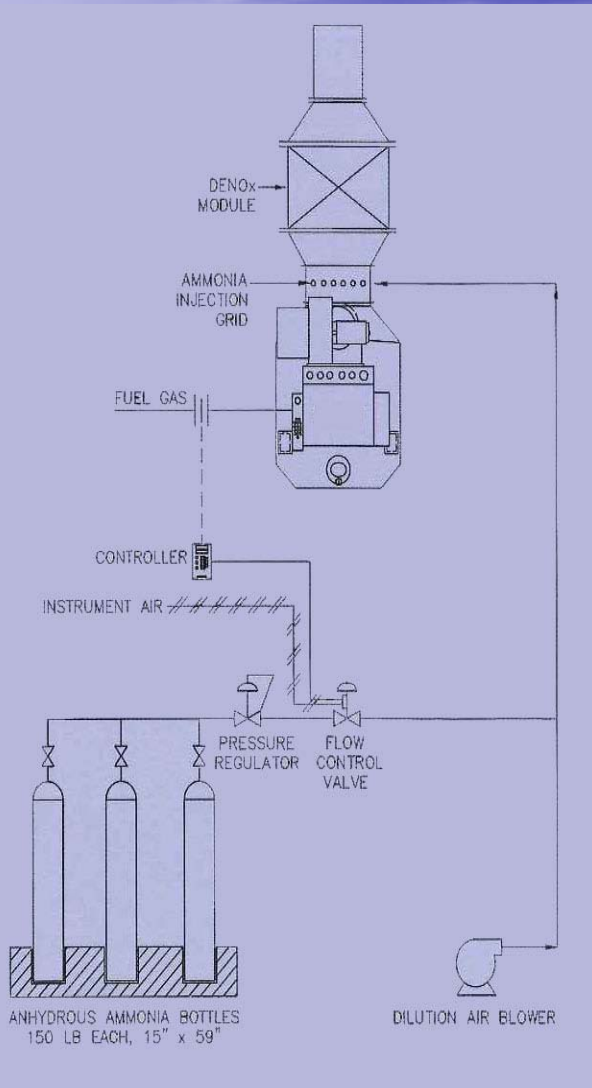 DENOx
MODULE
AMMONIA
INJECTION
GRID
FUEL GAS
CONTROLLER
INSTRUMENT AIR
PRESSURE
REGULATOR
FLOW
CONTROL
VALVE
ANHYDROUS AMMONIA BOTTLES
150 LB EACH, 15" x 59"
DILUTION AIR BLOWER